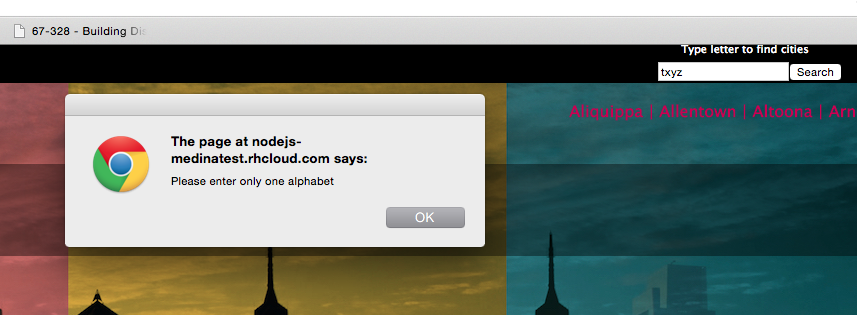 67-328 - Building Dis
Type letter to find cities
txyz
Search
Aliquippa | Allentown | Altoona | Arn
The page at nodejs-
medinatest.rhcloud.com says:
Please enter only one alphabet
OK